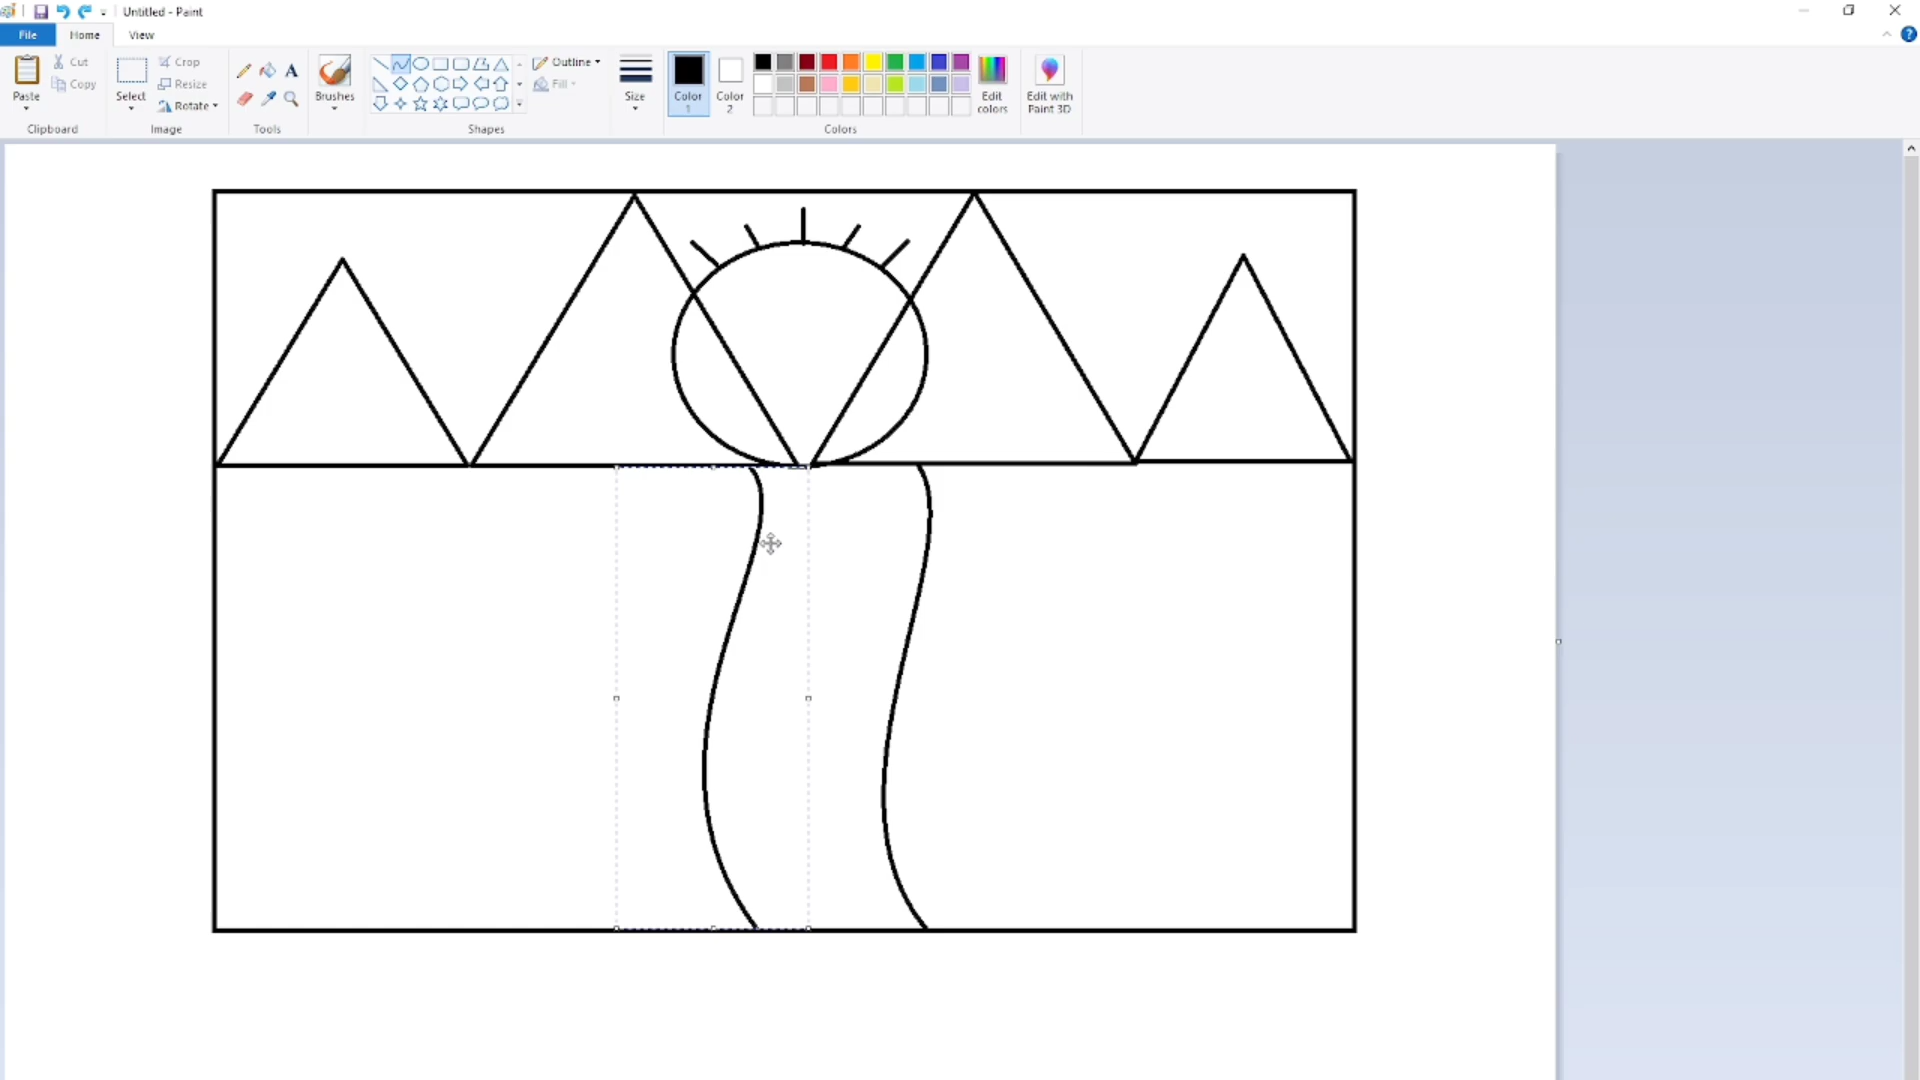 Untitled - Paint
File Home View
Paste
Cut
Copy
Clipboard
Select
Crop
Resize
Rotate
Image
A
Tools
Brushes
Outline
Fill
Shapes
Size
Color 1
Color 2
Edit colors
Colors
Edit with Paint 3D
?